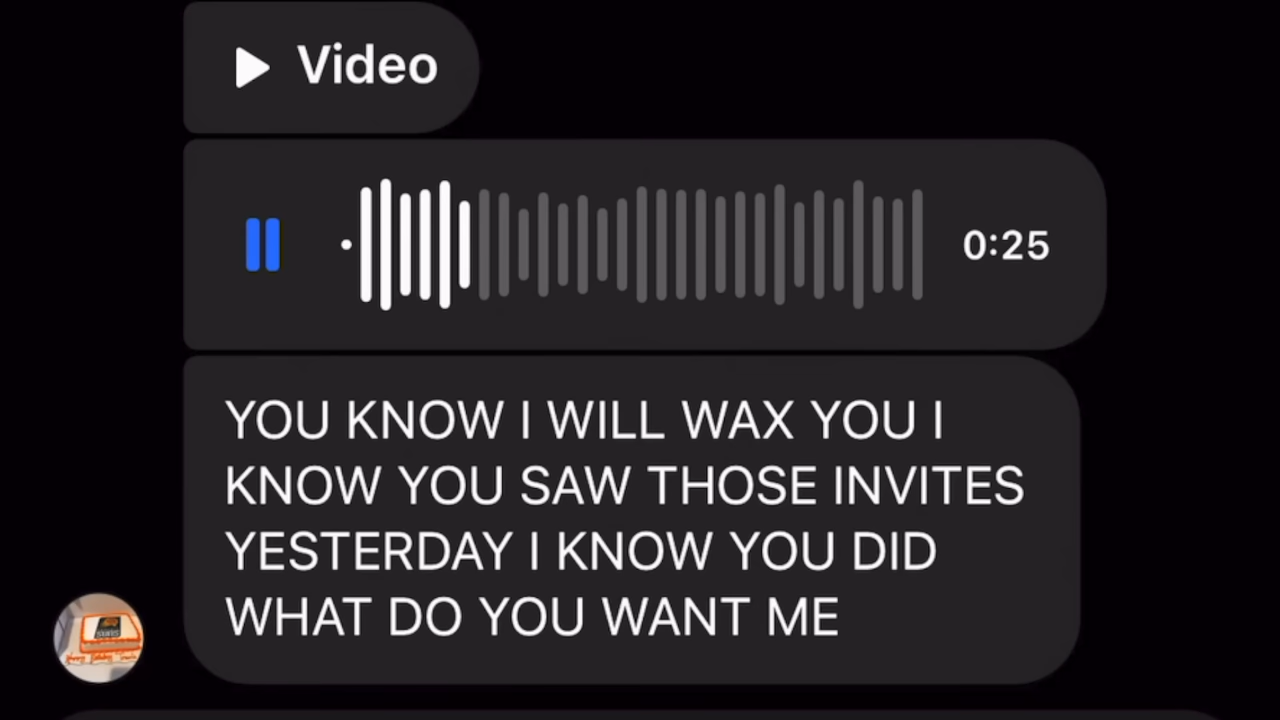 Video
0:25
YOU KNOW I WILL WAX YOU I
KNOW YOU SAW THOSE INVITES
YESTERDAY I KNOW YOU DID
WHAT DO YOU WANT ME